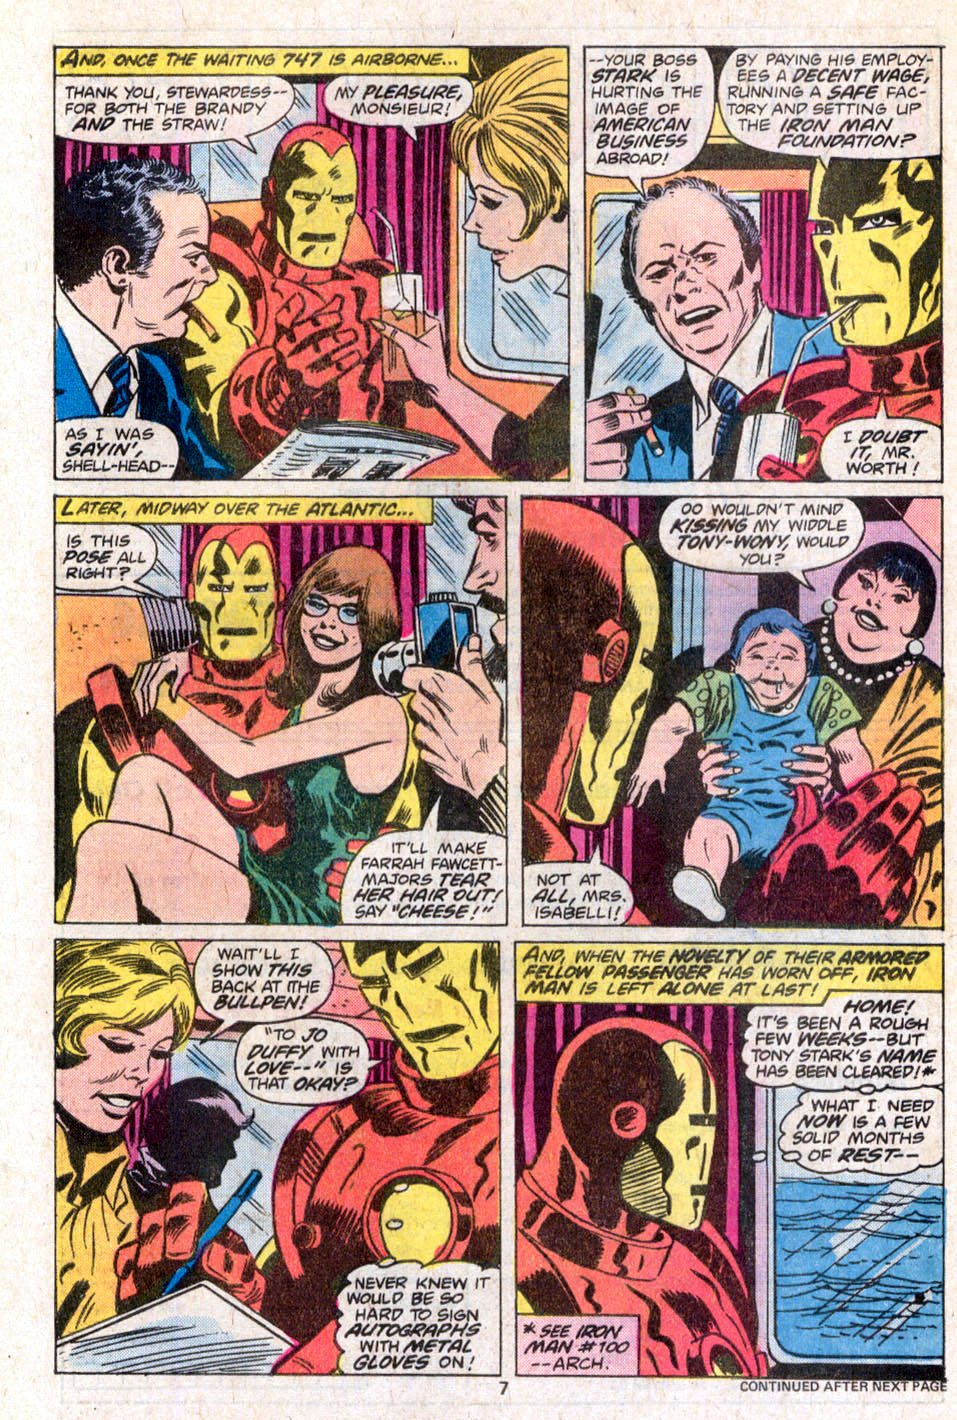 AND, ONCE THE WAITING 747 IS AIRBORNE...
THANK YOU, STEWARDESS--
FOR BOTH THE BRANDY
AND THE STRAW!
MY PLEASURE,
MONSIEUR!
AS I WAS
SAYIN',
SHELL-HEAD--
--YOUR BOSS
STARK IS
HURTING THE
IMAGE OF
AMERICAN
BUSINESS
ABROAD!
BY PAYING HIS EMPLOY-
EES A DECENT WAGE,
RUNNING A SAFE FAC-
TORY AND SETTING UP
THE IRON MAN
FOUNDATION?
I DOUBT
IT, MR.
WORTH!
LATER, MIDWAY OVER THE ATLANTIC...
IS THIS
POSE ALL
RIGHT?
IT'LL MAKE
FARRAH FAWCETT-
MAJORS TEAR
HER HAIR OUT!
SAY "CHEESE!"
OO WOULDN'T MIND
KISSING MY WIDDLE
TONY-WONY, WOULD
YOU?
NOT AT
ALL, MRS.
ISABELLI!
WAIT'LL I
SHOW THIS
BACK AT THE
BULLPEN!
"TO JO
DUFFY WITH
LOVE--" IS
THAT OKAY?
NEVER KNEW IT
WOULD BE SO
HARD TO SIGN
AUTOGRAPHS
WITH METAL
GLOVES ON!
AND, WHEN THE NOVELTY OF THEIR ARMORED
FELLOW PASSENGER HAS WORN OFF, IRON
MAN IS LEFT ALONE AT LAST!
HOME!
IT'S BEEN A ROUGH
FEW WEEKS--BUT
TONY STARK'S NAME
HAS BEEN CLEARED!*
WHAT I NEED
NOW IS A FEW
SOLID MONTHS
OF REST--
* SEE IRON
MAN #100
--ARCH.
7
CONTINUED AFTER NEXT PAGE